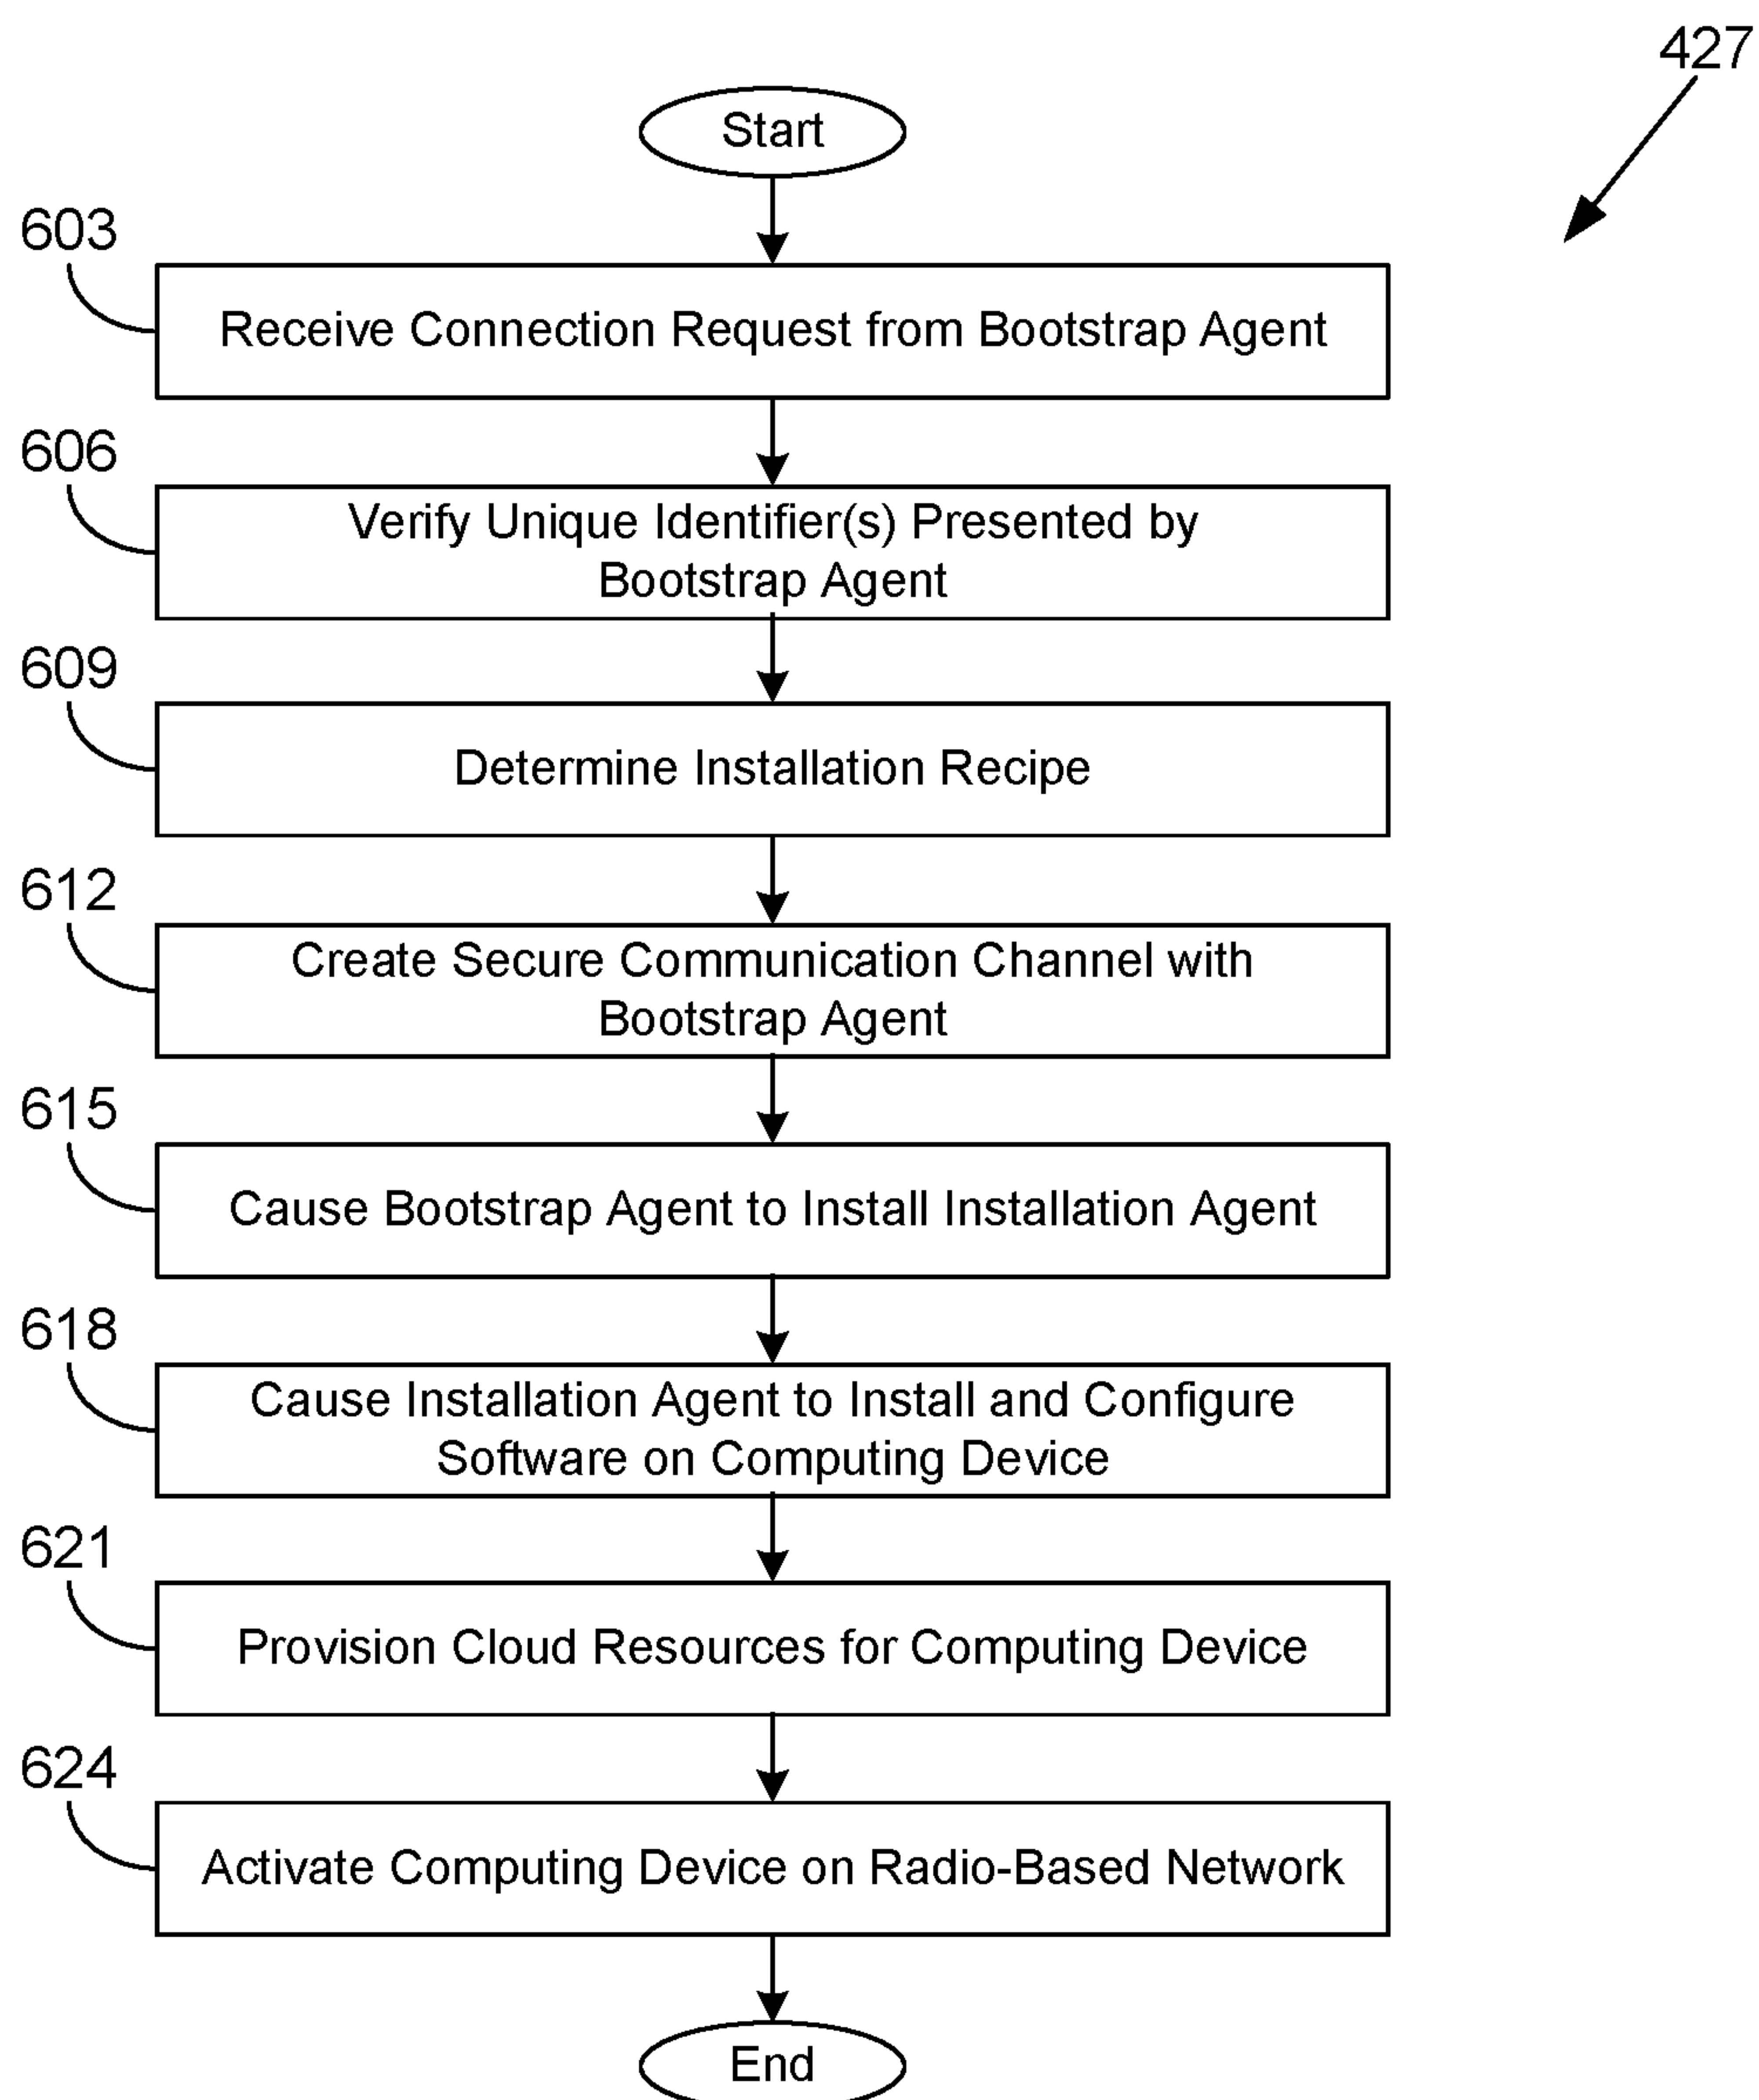 427
Start
603
Receive Connection Request from Bootstrap Agent
606
Verify Unique Identifier(s) Presented by
Bootstrap Agent
609
Determine Installation Recipe
612
Create Secure Communication Channel with
Bootstrap Agent
615
Cause Bootstrap Agent to Install Installation Agent
618
Cause Installation Agent to Install and Configure
Software on Computing Device
621
Provision Cloud Resources for Computing Device
624
Activate Computing Device on Radio-Based Network
End